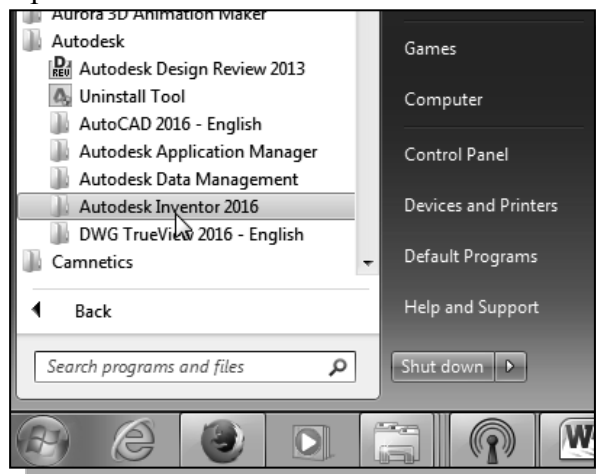 Aurora 3D Animation Maker
Autodesk
Autodesk Design Review 2013
Uninstall Tool
AutoCAD 2016 - English
Autodesk Application Manager
Autodesk Data Management
Autodesk Inventor 2016
DWG TrueView 2016 - English
Camnetics
Back
Search programs and files
Games
Computer
Control Panel
Devices and Printers
Default Programs
Help and Support
Shut down
W